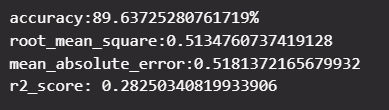 accuracy:89.63725280761719%
root_mean_square:0.5134760737419128
mean_absolute_error:0.5181372165679932
r2_score: 0.28250340819933906